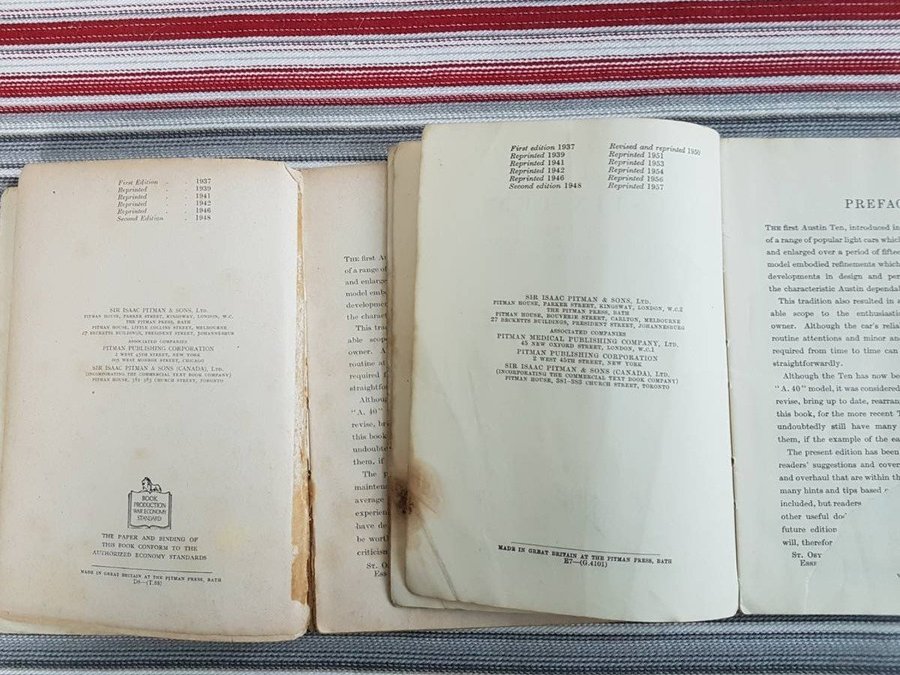 First Edition . . 1937
Reprinted . . 1939
Reprinted . . 1941
Reprinted . . 1942
Reprinted . . 1946
Second Edition . . 1948
SIR ISAAC PITMAN & SONS, LTD.
PITMAN HOUSE, PARKER STREET, KINGSWAY, LONDON, W.C.2
THE PITMAN PRESS, BATH
PITMAN HOUSE, LITTLE COLLINS STREET, MELBOURNE
27 BECKETTS BUILDINGS, PRESIDENT STREET, JOHANNESBURG
ASSOCIATED COMPANIES
PITMAN PUBLISHING CORPORATION
2 WEST 45TH STREET, NEW YORK
205 WEST MONROE STREET, CHICAGO
SIR ISAAC PITMAN & SONS (CANADA), LTD.
(INCORPORATING THE COMMERCIAL TEXT BOOK COMPANY)
PITMAN HOUSE, 381-383 CHURCH STREET, TORONTO
BOOK
PRODUCTION
WAR ECONOMY
STANDARD
THE PAPER AND BINDING OF
THIS BOOK CONFORM TO THE
AUTHORIZED ECONOMY STANDARDS
MADE IN GREAT BRITAIN AT THE PITMAN PRESS, BATH
THE first
of a range of
and enlarge
model emb
developmen
This trad
able scope
owner. A
routine at
required f
straightfo
Althoug
"A. 40"
revise, bri
this book
undoubte
them, if
The p
mainten
average
experien
have de
be wort
criticism
ST. O
ESS
First edition 1937
Reprinted 1939
Reprinted 1941
Reprinted 1942
Reprinted 1946
Second edition 1948
Revised and reprinted 1950
Reprinted 1951
Reprinted 1953
Reprinted 1954
Reprinted 1956
Reprinted 1957
SIR ISAAC PITMAN & SONS, LTD.
PITMAN HOUSE, PARKER STREET, KINGSWAY, LONDON, W.C.2
THE PITMAN PRESS, BATH
PITMAN HOUSE, BOUVERIE STREET, CARLTON, MELBOURNE
27 BECKETTS BUILDINGS, PRESIDENT STREET, JOHANNESBURG
ASSOCIATED COMPANIES
PITMAN MEDICAL PUBLISHING COMPANY, LTD.
45 NEW OXFORD STREET, LONDON, W.C.1
PITMAN PUBLISHING CORPORATION
2 WEST 45TH STREET, NEW YORK
SIR ISAAC PITMAN & SONS (CANADA), LTD.
(INCORPORATING THE COMMERCIAL TEXT BOOK COMPANY)
PITMAN HOUSE, 381-383 CHURCH STREET, TORONTO
MADE IN GREAT BRITAIN AT THE PITMAN PRESS, BATH
E7—(G.4101)
PREFAC
THE first Austin Ten, introduced in
of a range of popular light cars which
and enlarged over a period of fifte
model embodied refinements which
developments in design and per
the characteristic Austin dependab
This tradition also resulted in a
able scope to the enthusiastic
owner. Although the car's relia
routine attentions and minor an
required from time to time can
straightforwardly.
Although the Ten has now be
"A. 40" model, it was considered
revise, bring up to date, rearran
this book, for the more recent T
undoubtedly still have many
them, if the example of the ea
The present edition has been
readers' suggestions and cover
and overhaul that are within th
many hints and tips based
included, but readers
other useful do
future edition
will, therefor
ST. OSY
ESSE